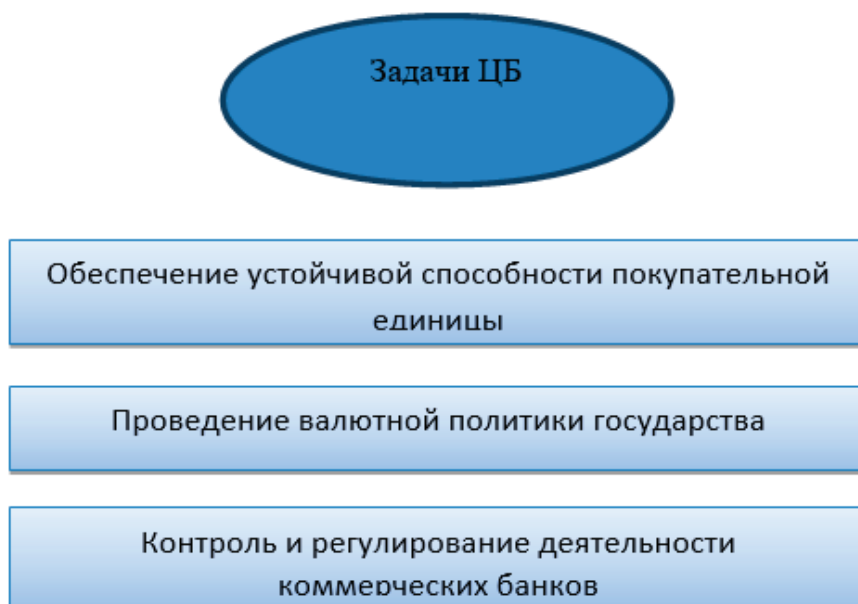 Задачи ЦБ
Обеспечение устойчивой способности покупательной
единицы
Проведение валютной политики государства
Контроль и регулирование деятельности
коммерческих банков